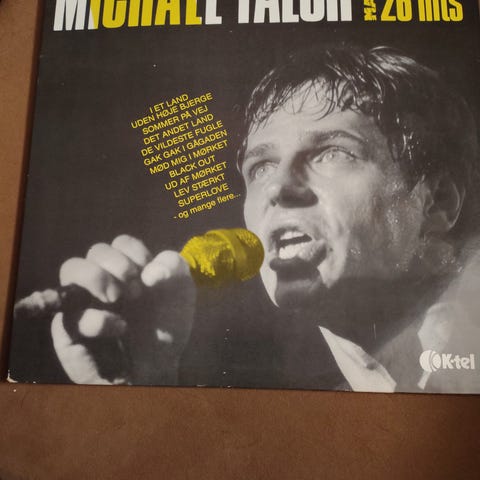 MICHAEL FALCH
26 hits
I ET LAND
UDEN HØJE BJERGE
SOMMER PÅ VEJ
DET ANDET LAND
DE VILDESTE FUGLE
GAK GAK I GÅGADEN
MØD MIG I MØRKET
BLACK OUT
UD AF MØRKET
LEV STÆRKT
SUPERLOVE
- og mange flere...
K-tel